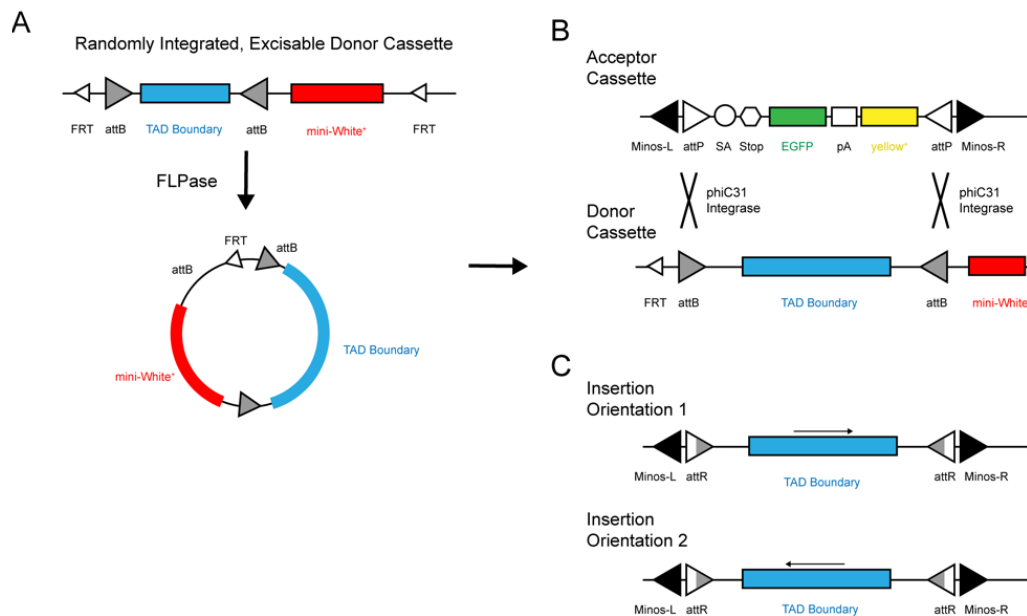 A
Randomly Integrated, Excisable Donor Cassette
FRT attB TAD Boundary attB mini-White⁺ FRT
FLPase
FRT
attB
attB
TAD Boundary
mini-White⁺
B
Acceptor
Cassette
Minos-L attP SA Stop EGFP pA yellow⁺ attP Minos-R
phiC31
Integrase
phiC31
Integrase
Donor
Cassette
FRT attB TAD Boundary attB mini-White
C
Insertion
Orientation 1
Minos-L attR TAD Boundary attR Minos-R
Insertion
Orientation 2
Minos-L attR TAD Boundary attR Minos-R